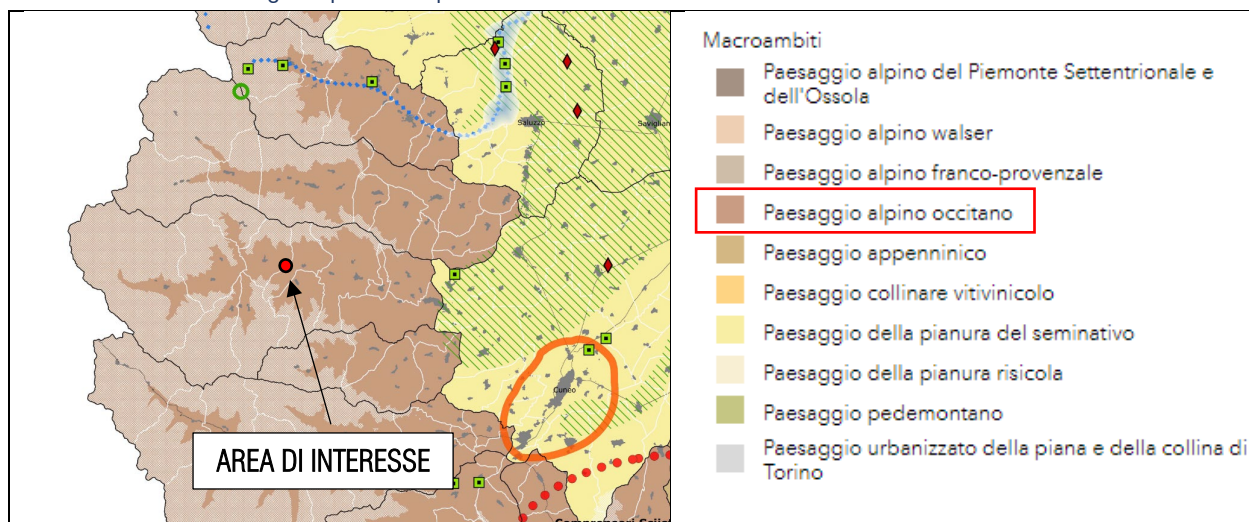 Saluzzo
Savigliano
Cuneo
AREA DI INTERESSE
Macroambiti
Paesaggio alpino del Piemonte Settentrionale e
dell'Ossola
Paesaggio alpino walser
Paesaggio alpino franco-provenzale
Paesaggio alpino occitano
Paesaggio appenninico
Paesaggio collinare vitivinicolo
Paesaggio della pianura del seminativo
Paesaggio della pianura risicola
Paesaggio pedemontano
Paesaggio urbanizzato della piana e della collina di
Torino